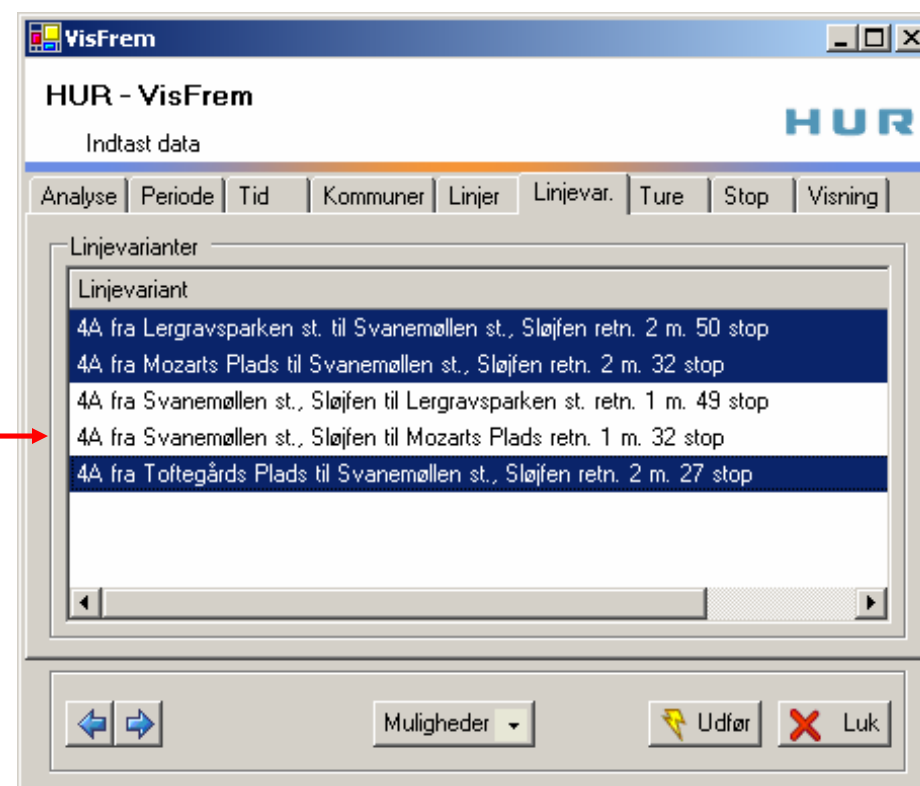 VisFrem
HUR - VisFrem
Indtast data
HUR
Analyse Periode Tid Kommuner Linjer Linjevar. Ture Stop Visning
Linjevarianter
Linjevariant
4A fra Lergravsparken st. til Svanemøllen st., Sløjfen retn. 2 m. 50 stop
4A fra Mozarts Plads til Svanemøllen st., Sløjfen retn. 2 m. 32 stop
4A fra Svanemøllen st., Sløjfen til Lergravsparken st. retn. 1 m. 49 stop
4A fra Svanemøllen st., Sløjfen til Mozarts Plads retn. 1 m. 32 stop
4A fra Toftegårds Plads til Svanemøllen st., Sløjfen retn. 2 m. 27 stop
Muligheder Udfør Luk